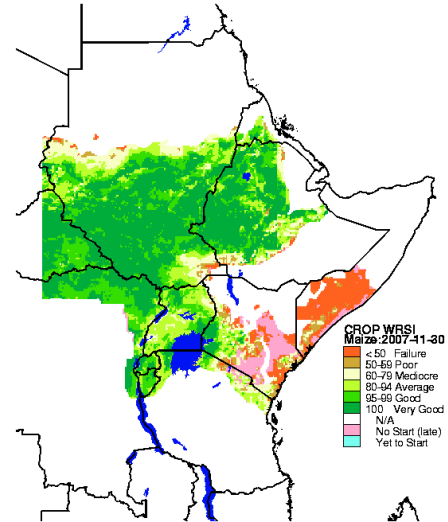 CROP WRSI
Maize:2007-11-30
<50 Failure
50-59 Poor
60-79 Mediocre
80-94 Average
95-99 Good
100 Very Good
N/A
No Start (late)
Yet to Start